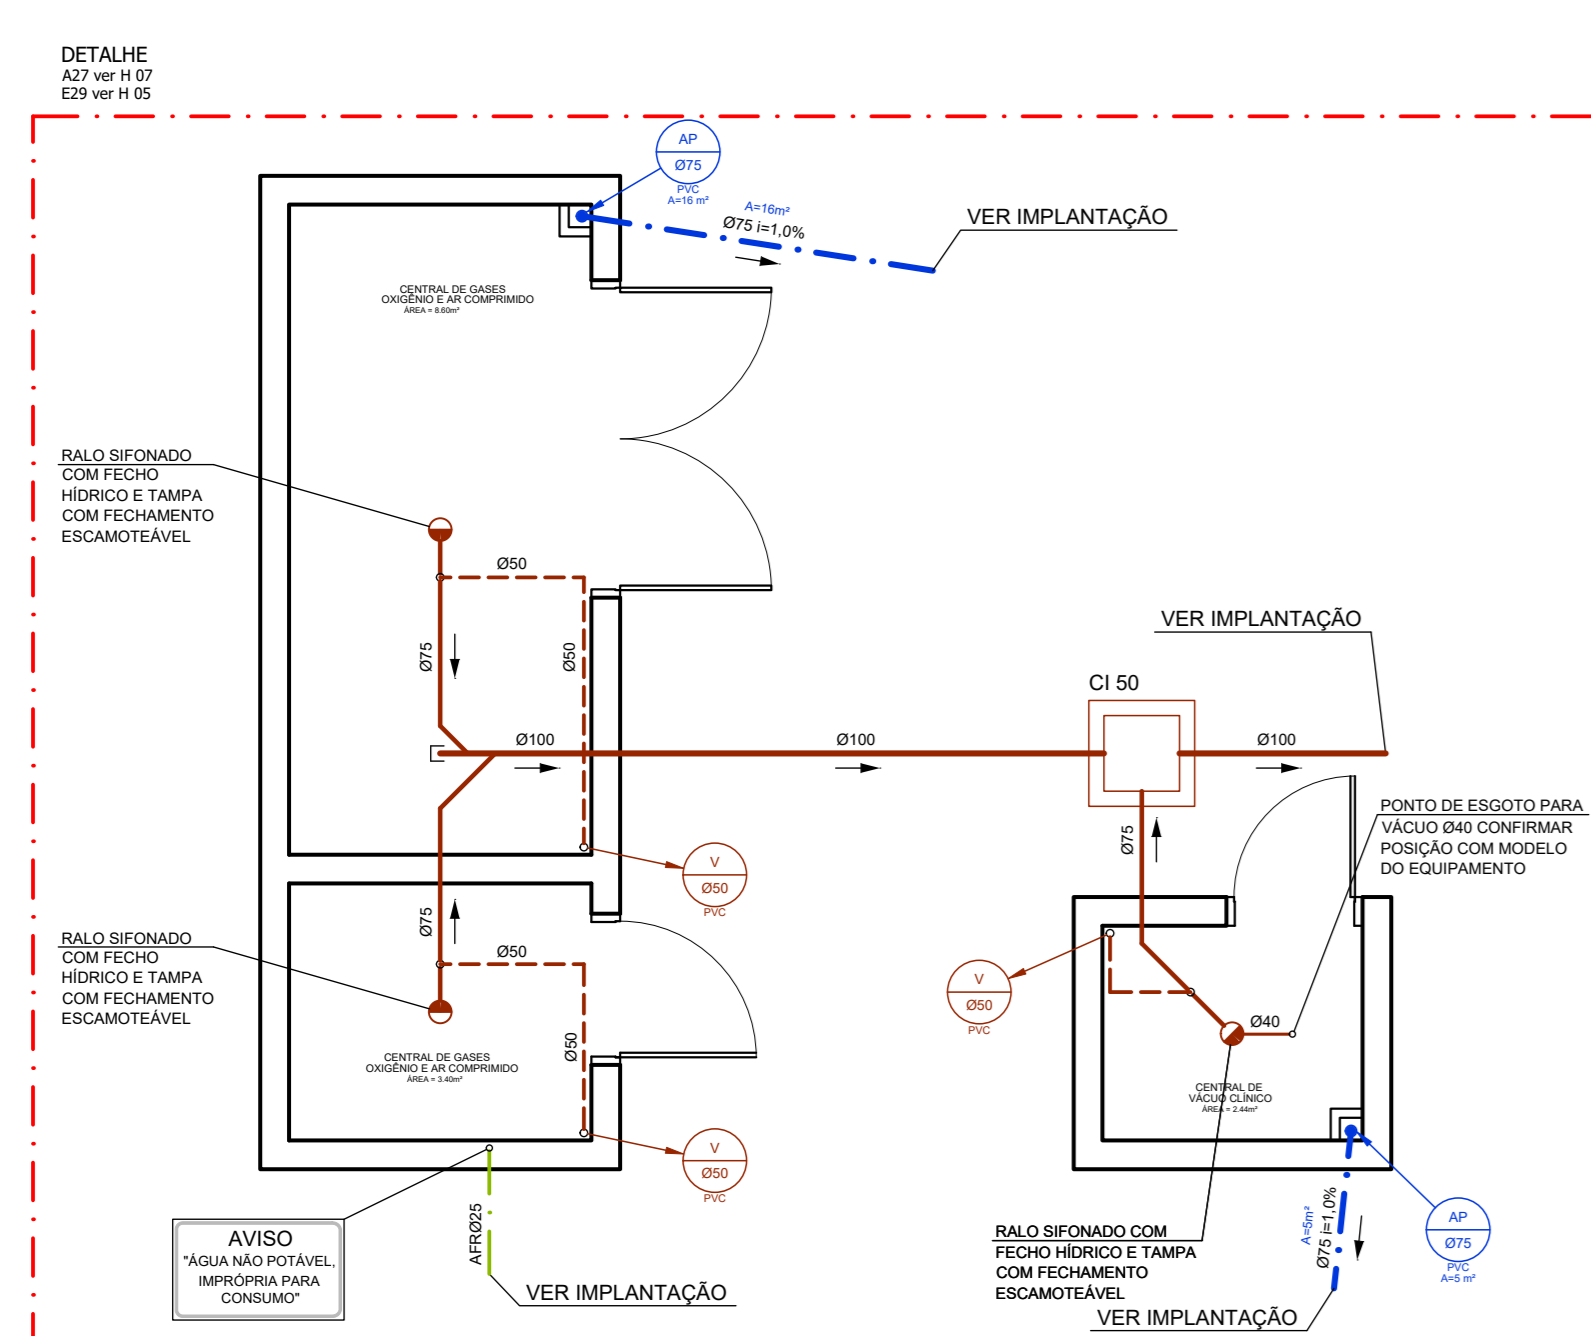 DETALHE
A27 ver H 07
E29 ver H 05
AP
Ø75
PVC
A=16 m²
A=16m²
Ø75 i=1,0%
VER IMPLANTAÇÃO
CENTRAL DE GASES
OXIGÊNIO E AR COMPRIMIDO
ÁREA = 8.60m²
RALO SIFONADO
COM FECHO
HÍDRICO E TAMPA
COM FECHAMENTO
ESCAMOTEÁVEL
Ø50
Ø75
Ø50
VER IMPLANTAÇÃO
CI 50
Ø100
Ø100
Ø100
PONTO DE ESGOTO PARA
VÁCUO Ø40 CONFIRMAR
POSIÇÃO COM MODELO
DO EQUIPAMENTO
Ø75
V
Ø50
PVC
RALO SIFONADO
COM FECHO
HÍDRICO E TAMPA
COM FECHAMENTO
ESCAMOTEÁVEL
Ø75
Ø50
Ø50
V
Ø50
PVC
Ø40
CENTRAL DE GASES
OXIGÊNIO E AR COMPRIMIDO
ÁREA = 3.40m²
CENTRAL DE
VÁCUO CLÍNICO
ÁREA = 2.44m²
V
Ø50
PVC
AVISO
"ÁGUA NÃO POTÁVEL,
IMPRÓPRIA PARA
CONSUMO"
AFRØ25
VER IMPLANTAÇÃO
RALO SIFONADO COM
FECHO HÍDRICO E TAMPA
COM FECHAMENTO
ESCAMOTEÁVEL
A=5m²
Ø75 i=1,0%
AP
Ø75
PVC
A=5 m²
VER IMPLANTAÇÃO